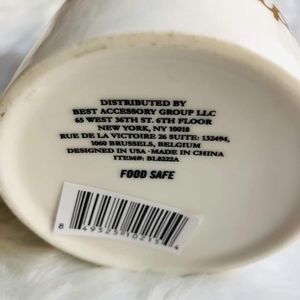 DISTRIBUTED BY
BEST ACCESSORY GROUP LLC
65 WEST 36TH ST. 6TH FLOOR
NEW YORK, NY 10018
RUE DE LA VICTOIRE 26 SUITE: 132494,
1060 BRUSSELS, BELGIUM
DESIGNED IN USA · MADE IN CHINA
ITEM#: BL8222A
FOOD SAFE